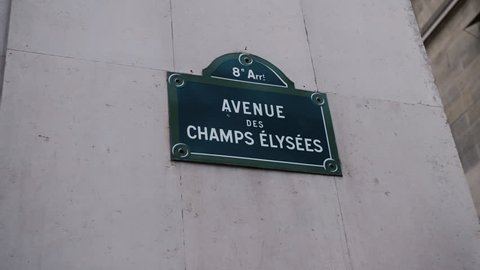 8e Arrt
AVENUE
DES
CHAMPS ÉLYSÉES